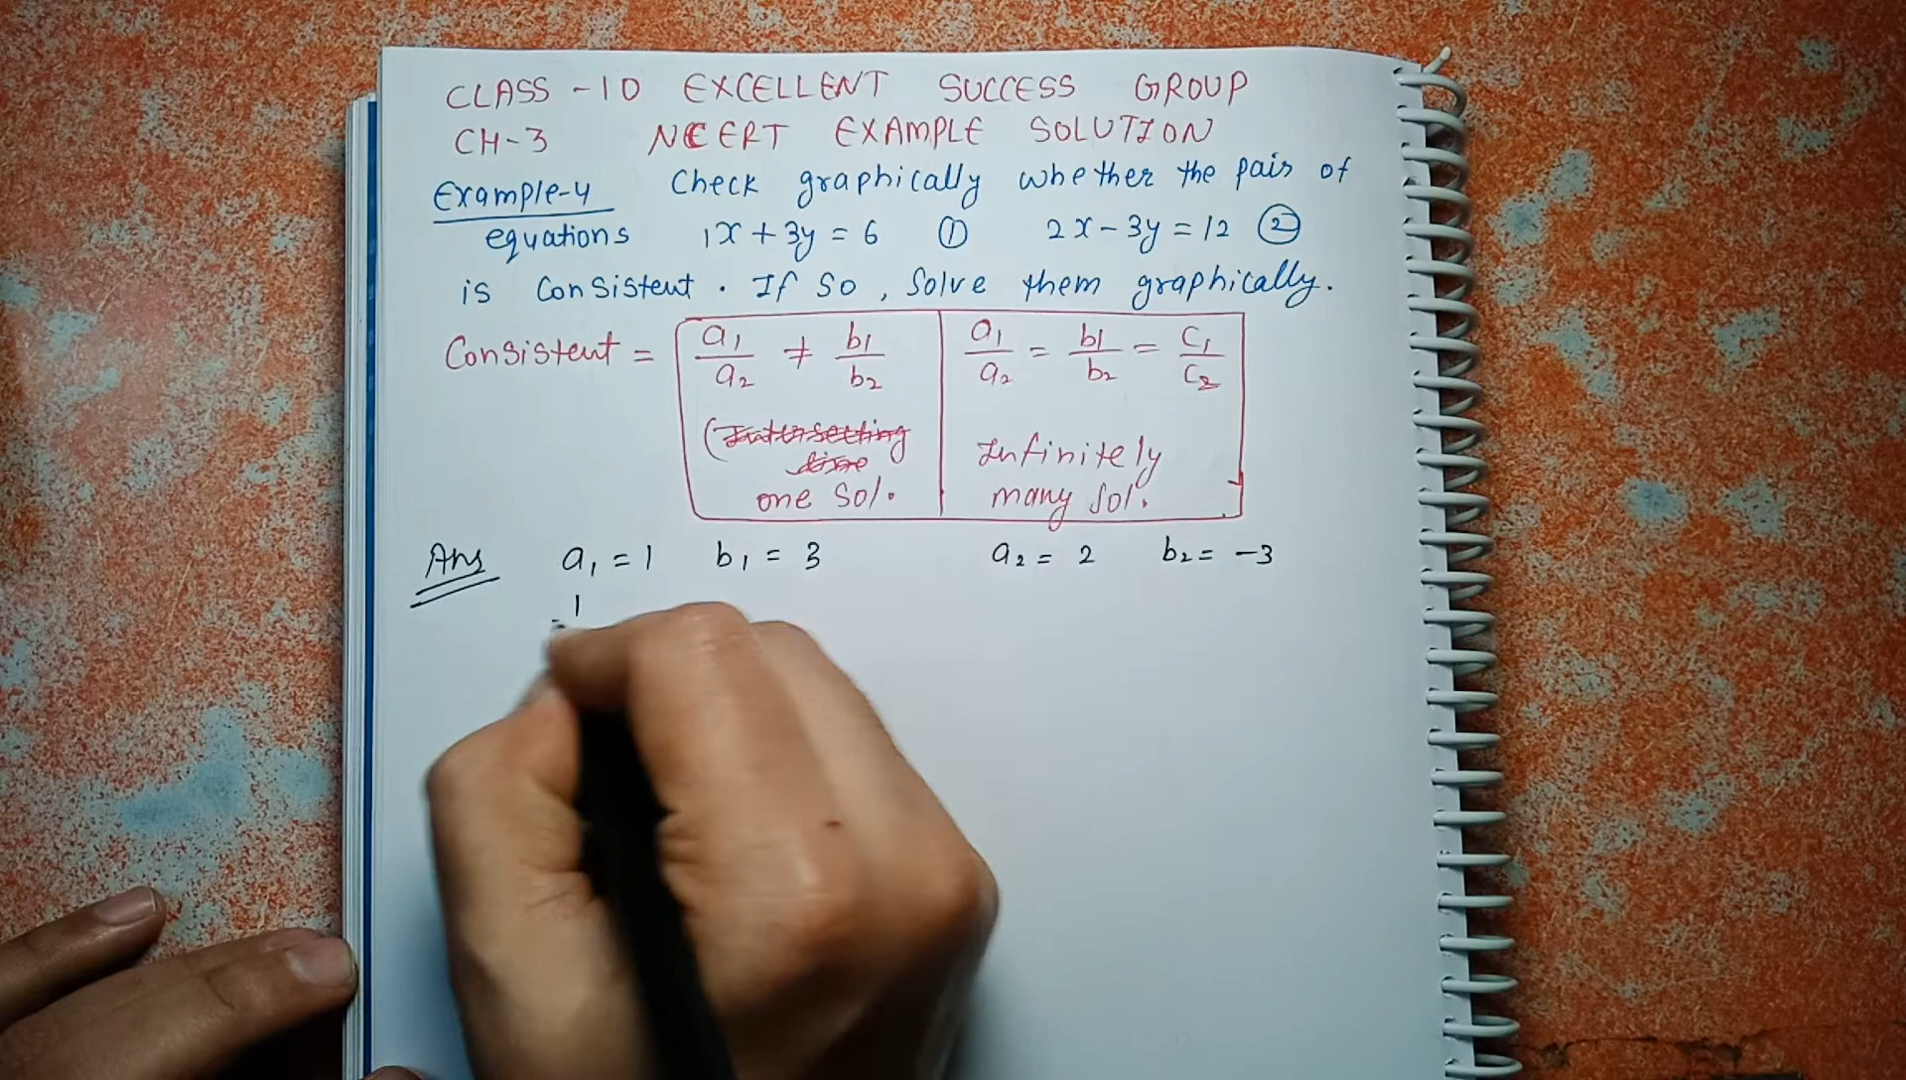 CLASS - 10 EXCELLENT SUCCESS GROUP
CH-3 NCERT EXAMPLE SOLUTION
Example-4 Check graphically whether the pair of
equations 1x + 3y = 6 ① 2x - 3y = 12 ②
is Consistent . If so , Solve them graphically.
Consistent = a₁/a₂ ≠ b₁/b₂ a₁/a₂ = b₁/b₂ = c₁/c₂
(Intersecting Infinitely
line
one Sol. many Sol.
Ans a₁ = 1 b₁ = 3 a₂ = 2 b₂ = -3
1